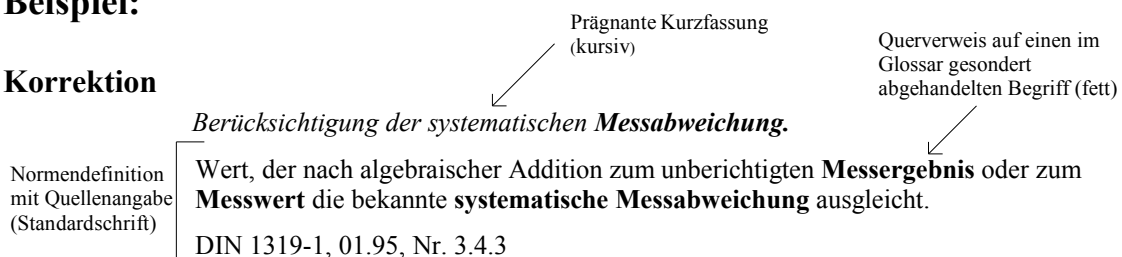 Beispiel:
Prägnante Kurzfassung
(kursiv)
Querverweis auf einen im
Glossar gesondert
abgehandelten Begriff (fett)
Korrektion
Berücksichtigung der systematischen Messabweichung.
Normendefinition
mit Quellenangabe
(Standardschrift)
Wert, der nach algebraischer Addition zum unberichtigten Messergebnis oder zum
Messwert die bekannte systematische Messabweichung ausgleicht.
DIN 1319-1, 01.95, Nr. 3.4.3